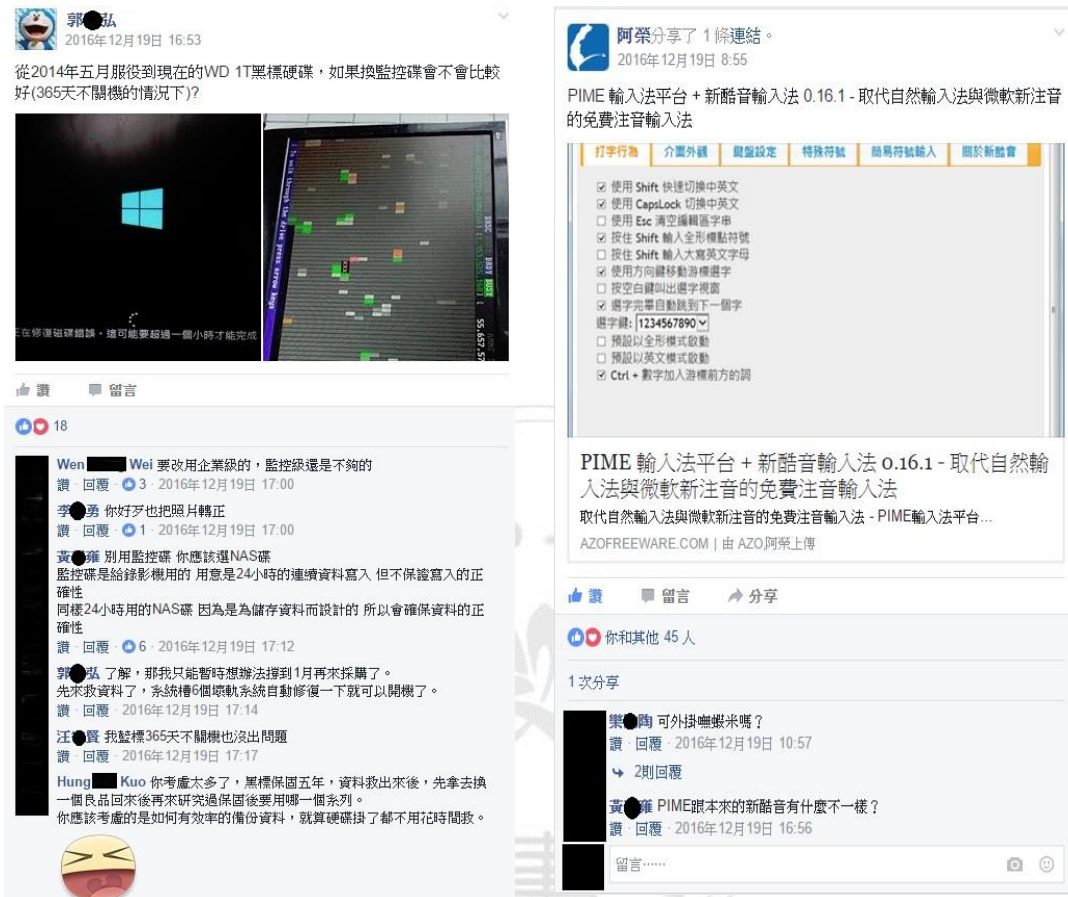 郭 弘
2016年12月19日 16:53
從2014年五月服役到現在的WD 1T黑標硬碟，如果換監控碟會不會比較
好(365天不關機的情況下)?
正在修復磁碟錯誤。這可能要超過一個小時才能完成
讚 留言
18
Wen Wei 要改用企業級的，監控級還是不夠的
讚 · 回覆 · 3 · 2016年12月19日 17:00
李 勇 你好歹也把照片轉正
讚 · 回覆 · 1 · 2016年12月19日 17:00
黃 雍 別用監控碟 你應該選NAS碟
監控碟是給錄影機用的 用意是24小時的連續資料寫入 但不保證寫入的正
確性
同樣24小時用的NAS碟 因為是為儲存資料而設計的 所以會確保資料的正
確性
讚 · 回覆 · 6 · 2016年12月19日 17:12
郭 弘 了解，那我只能暫時想辦法撐到1月再來採購了。
先來救資料了，系統槽6個壞軌系統自動修復一下就可以開機了。
讚 · 回覆 · 2016年12月19日 17:14
汪 賢 我藍標365天不關機也沒出問題
讚 · 回覆 · 2016年12月19日 17:17
Hung Kuo 你考慮太多了，黑標保固五年，資料救出來後，先拿去換
一個良品回來後再來研究過保固後要用哪一個系列。
你應該考慮的是如何有效率的備份資料，就算硬碟掛了都不用花時間救。
阿榮分享了 1 條連結。
2016年12月19日 8:55
PIME 輸入法平台 + 新酷音輸入法 0.16.1 - 取代自然輸入法與微軟新注音
的免費注音輸入法
打字行為 介面外觀 鍵盤設定 特殊符號 簡易符號輸入 關於新酷音
使用 Shift 快速切換中英文
使用 CapsLock 切換中英文
使用 Esc 清空編輯區字串
按住 Shift 輸入全形標點符號
按住 Shift 輸入大寫英文字母
使用方向鍵移動游標選字
按空白鍵叫出選字視窗
選字完畢自動跳到下一個字
選字鍵: 1234567890
預設以全形模式啟動
預設以英文模式啟動
Ctrl + 數字加入游標前方的詞
PIME 輸入法平台 + 新酷音輸入法 0.16.1 - 取代自然輸
入法與微軟新注音的免費注音輸入法
取代自然輸入法與微軟新注音的免費注音輸入法 - PIME輸入法平台...
AZOFREEWARE.COM | 由 AZO,阿榮上傳
讚 留言 分享
你和其他 45 人
1 次分享
樂 陶 可外掛嘸蝦米嗎？
讚 · 回覆 · 2016年12月19日 10:57
2則回覆
黃 雍 PIME跟本來的新酷音有什麼不一樣？
讚 · 回覆 · 2016年12月19日 16:56
留言......